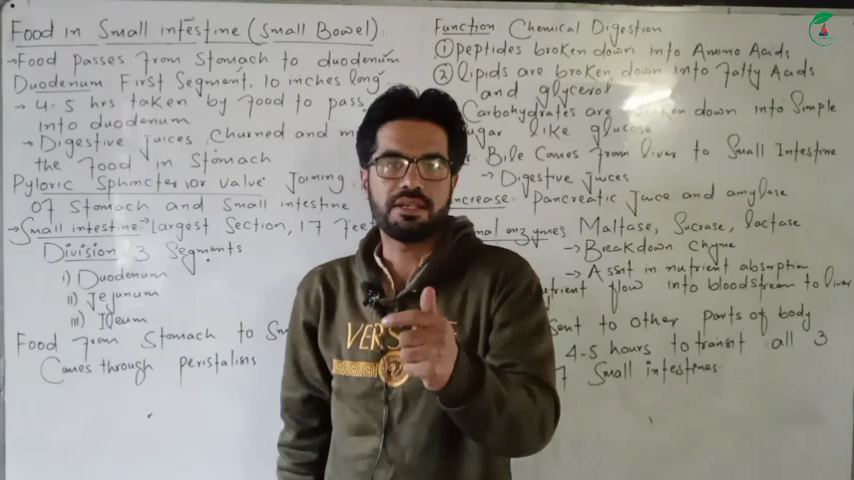 Food in Small intestine (Small Bowel)
→Food passes from Stomach to duodenum
Duodenum First Segment, 10 inches long
→ 4-5 hrs taken by food to pass
into duodenum
→ Digestive juices Churned and
the food in Stomach
Pyloric Sphincter or valve Joining
of Stomach and Small intestine
→Small intestine→Largest Section, 17 Feet
Division 3 Segments
i) Duodenum
ii) Jejunum
iii) Ileum
Food from Stomach to
Comes through peristalsis
Function Chemical Digestion
① Peptides broken down into Amino Acids
② lipids are broken down into Fatty Acids
and glycerol
Carbohydrates are down into Simple
Sugar like glucose
Bile Comes from liver to Small Intestine
→ Digestive Juices
Pancreatic Juice and amylase
enzymes Maltase, Sucrase, lactase
→ Breakdown Chyme
→ Assist in nutrient absorption
flow into bloodstream to liver
Sent to other parts of body
4-5 hours to transit all 3
Small intestines
VERS